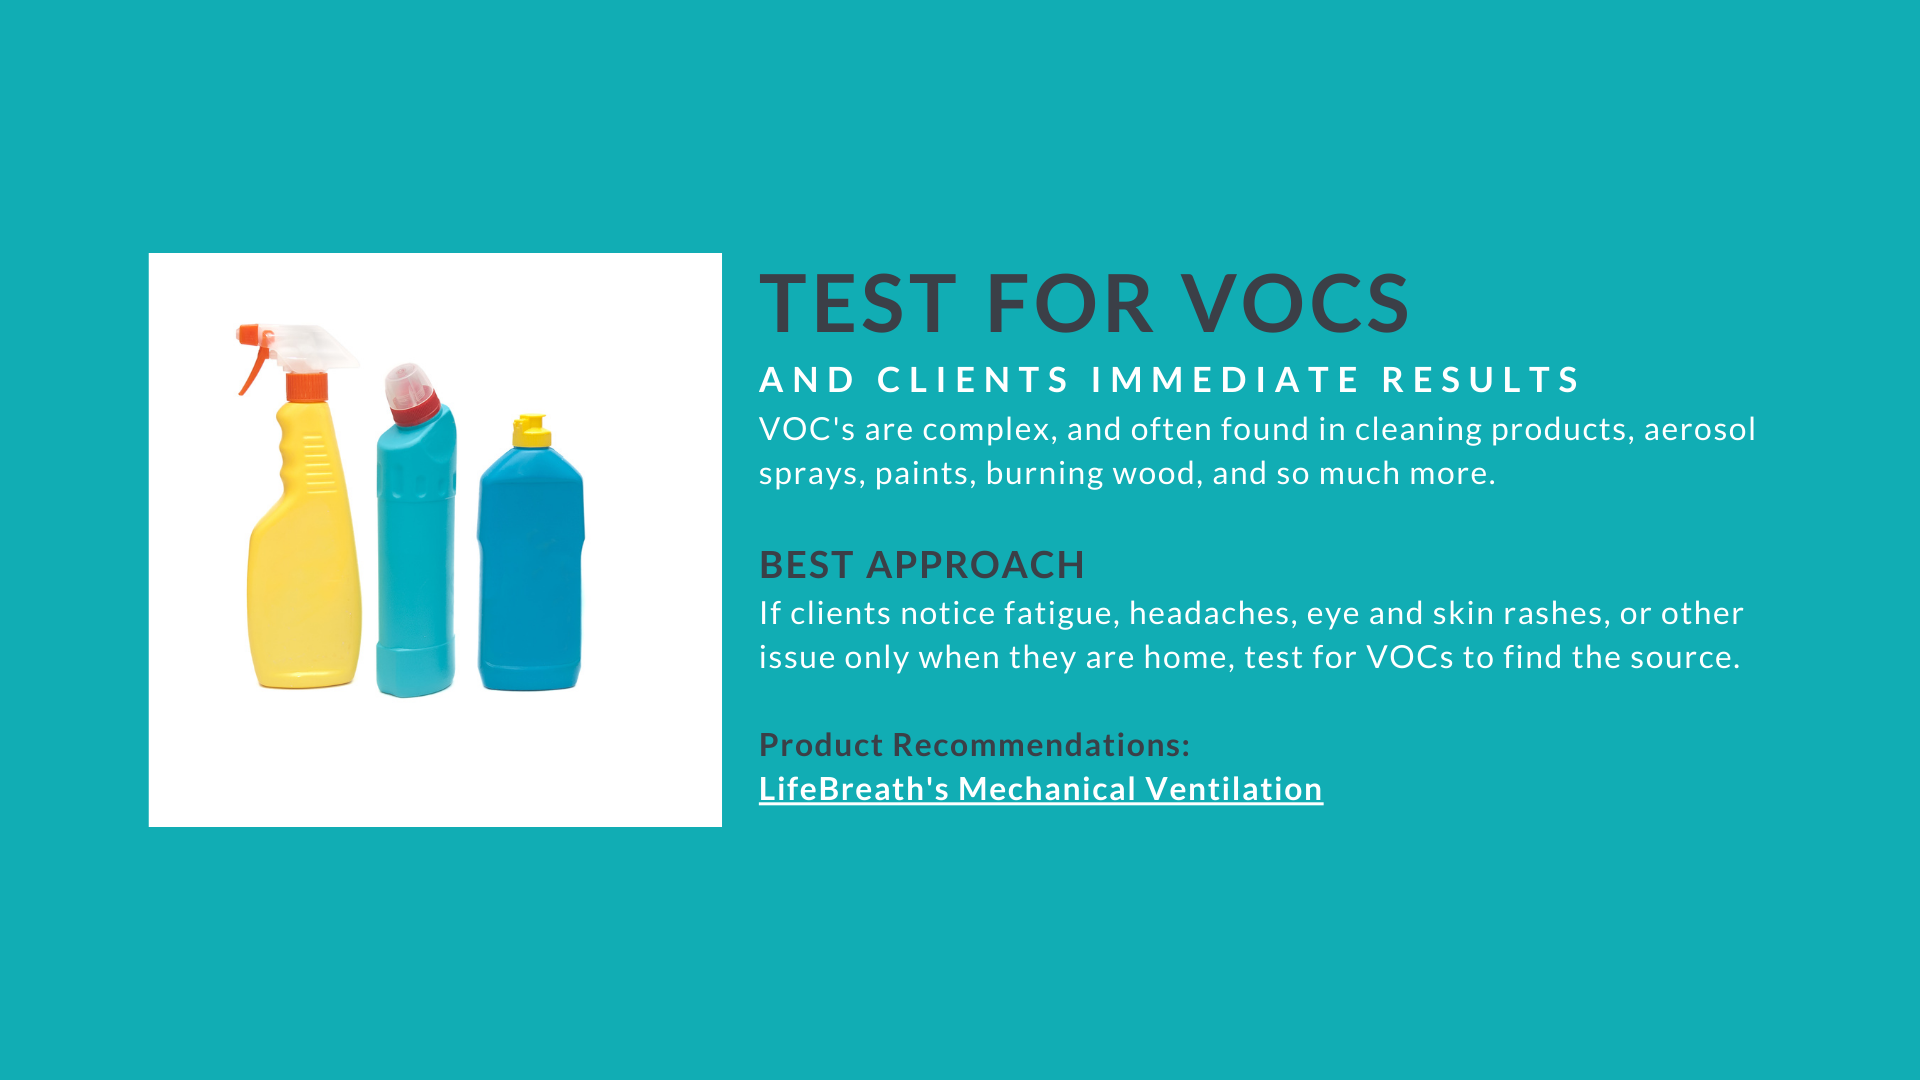 TEST FOR VOCS
AND CLIENTS IMMEDIATE RESULTS
VOC's are complex, and often found in cleaning products, aerosol
sprays, paints, burning wood, and so much more.
BEST APPROACH
If clients notice fatigue, headaches, eye and skin rashes, or other
issue only when they are home, test for VOCs to find the source.
Product Recommendations:
LifeBreath's Mechanical Ventilation